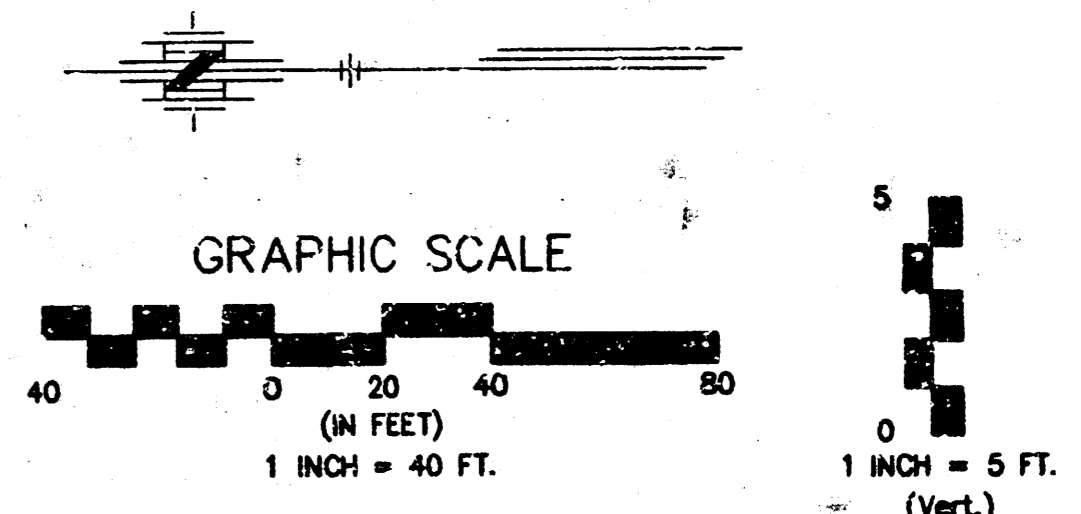 GRAPHIC SCALE
40 0 20 40 80
(IN FEET)
1 INCH = 40 FT.
5
0
1 INCH = 5 FT.
(Vert.)